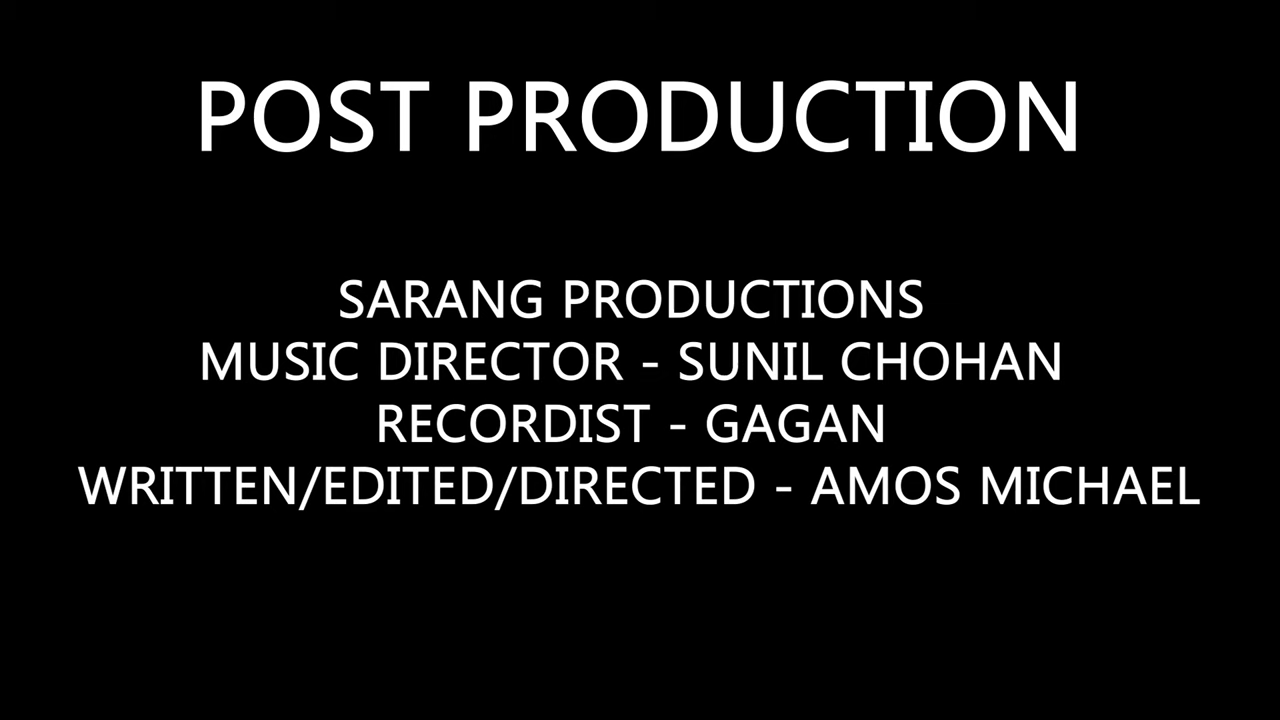 POST PRODUCTION
SARANG PRODUCTIONS
MUSIC DIRECTOR - SUNIL CHOHAN
RECORDIST - GAGAN
WRITTEN/EDITED/DIRECTED - AMOS MICHAEL